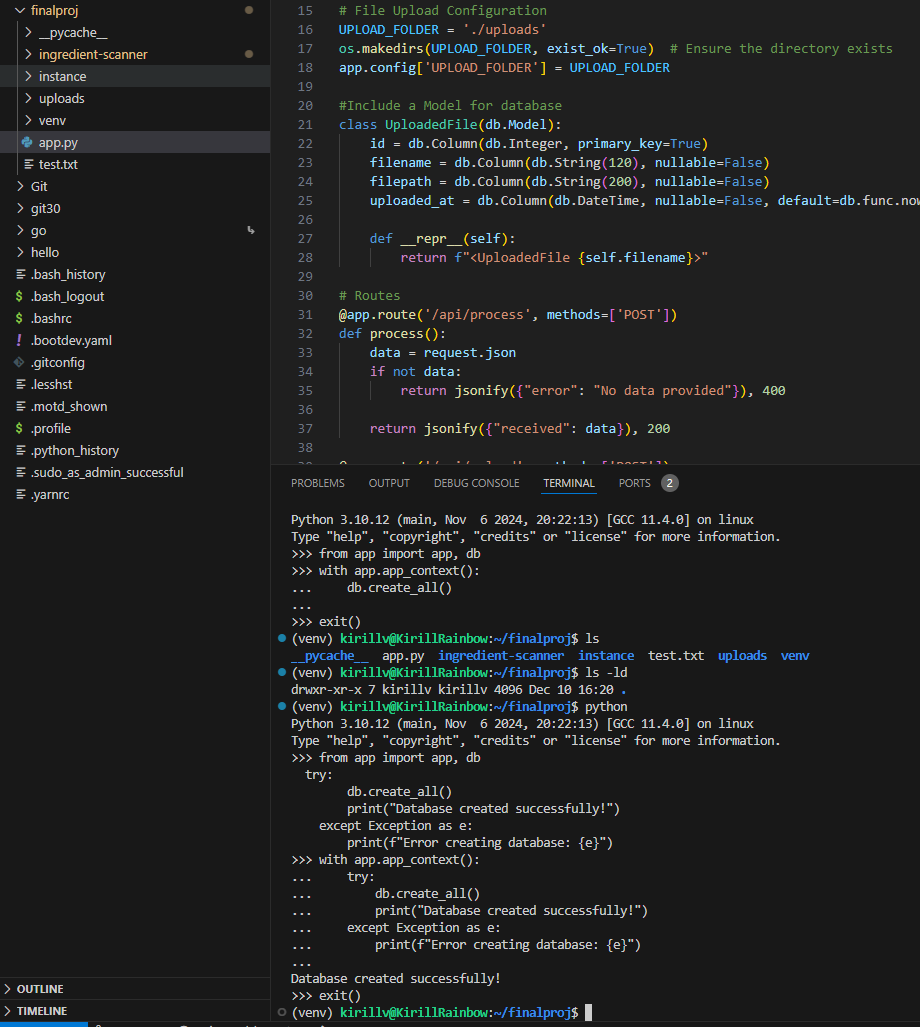 finalproj
__pycache__
ingredient-scanner
instance
uploads
venv
app.py
test.txt
Git
git30
go
hello
.bash_history
.bash_logout
.bashrc
.bootdev.yaml
.gitconfig
.lesshst
.motd_shown
.profile
.python_history
.sudo_as_admin_successful
.yarnrc
OUTLINE
TIMELINE
15 # File Upload Configuration
16 UPLOAD_FOLDER = './uploads'
17 os.makedirs(UPLOAD_FOLDER, exist_ok=True)  # Ensure the directory exists
18 app.config['UPLOAD_FOLDER'] = UPLOAD_FOLDER
19
20 #Include a Model for database
21 class UploadedFile(db.Model):
22     id = db.Column(db.Integer, primary_key=True)
23     filename = db.Column(db.String(120), nullable=False)
24     filepath = db.Column(db.String(200), nullable=False)
25     uploaded_at = db.Column(db.DateTime, nullable=False, default=db.func.now
26
27     def __repr__(self):
28         return f"<UploadedFile {self.filename}>"
29
30 # Routes
31 @app.route('/api/process', methods=['POST'])
32 def process():
33     data = request.json
34     if not data:
35         return jsonify({"error": "No data provided"}), 400
36
37     return jsonify({"received": data}), 200
38
PROBLEMS OUTPUT DEBUG CONSOLE TERMINAL PORTS 2
Python 3.10.12 (main, Nov  6 2024, 20:22:13) [GCC 11.4.0] on linux
Type "help", "copyright", "credits" or "license" for more information.
>>> from app import app, db
>>> with app.app_context():
...     db.create_all()
...
>>> exit()
(venv) kirillv@KirillRainbow:~/finalproj$ ls
__pycache__  app.py  ingredient-scanner  instance  test.txt  uploads  venv
(venv) kirillv@KirillRainbow:~/finalproj$ ls -ld
drwxr-xr-x 7 kirillv kirillv 4096 Dec 10 16:20 .
(venv) kirillv@KirillRainbow:~/finalproj$ python
Python 3.10.12 (main, Nov  6 2024, 20:22:13) [GCC 11.4.0] on linux
Type "help", "copyright", "credits" or "license" for more information.
>>> from app import app, db
  try:
        db.create_all()
        print("Database created successfully!")
    except Exception as e:
        print(f"Error creating database: {e}")
>>> with app.app_context():
...     try:
...         db.create_all()
...         print("Database created successfully!")
...     except Exception as e:
...         print(f"Error creating database: {e}")
...
Database created successfully!
>>> exit()
(venv) kirillv@KirillRainbow:~/finalproj$